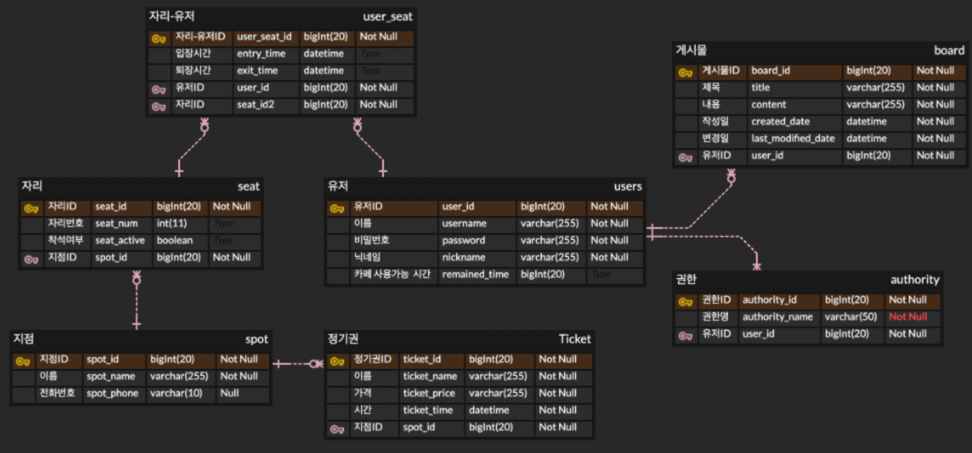 자리-유저 user_seat
자리-유저ID user_seat_id bigInt(20) Not Null
입장시간 entry_time datetime Type
퇴장시간 exit_time datetime Type
유저ID user_id bigInt(20) Not Null
자리ID seat_id2 bigInt(20) Not Null
게시물 board
게시물ID board_id bigInt(20) Not Null
제목 title varchar(255) Not Null
내용 content varchar(255) Not Null
작성일 created_date datetime Not Null
변경일 last_modified_date datetime Not Null
유저ID user_id bigInt(20) Not Null
자리 seat
자리ID seat_id bigInt(20) Not Null
자리번호 seat_num int(11) Type
착석여부 seat_active boolean Type
지점ID spot_id bigInt(20) Not Null
유저 users
유저ID user_id bigInt(20) Not Null
이름 username varchar(255) Not Null
비밀번호 password varchar(255) Not Null
닉네임 nickname varchar(255) Not Null
카페 사용가능 시간 remained_time bigInt(20) Type
권한 authority
권한ID authority_id bigInt(20) Not Null
권한명 authority_name varchar(50) Not Null
유저ID user_id bigInt(20) Not Null
지점 spot
지점ID spot_id bigInt(20) Not Null
이름 spot_name varchar(255) Not Null
전화번호 spot_phone varchar(10) Null
정기권 Ticket
정기권ID ticket_id bigInt(20) Not Null
이름 ticket_name varchar(255) Not Null
가격 ticket_price varchar(255) Not Null
시간 ticket_time datetime Not Null
지점ID spot_id bigInt(20) Not Null